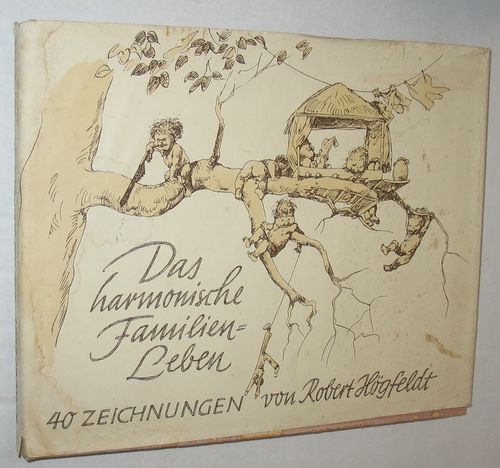 Das
harmonische
Familien=
Leben
40 ZEICHNUNGEN von Robert Högfeldt